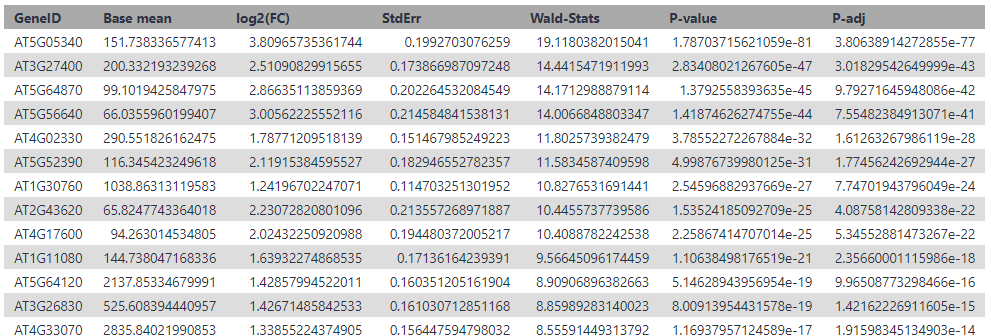 GeneID Base mean log2(FC) StdErr Wald-Stats P-value P-adj
AT5G05340 151.738336577413 3.80965735361744 0.1992703076259 19.1180382015041 1.78703715621059e-81 3.80638914272855e-77
AT3G27400 200.332193239268 2.51090829915655 0.173866987097248 14.4415471911993 2.83408021267605e-47 3.01829542649999e-43
AT5G64870 99.1019425847975 2.86635113859369 0.202264532084549 14.1712988879114 1.3792558393635e-45 9.79271645948086e-42
AT5G56640 66.0355960199407 3.00562225552116 0.214584841538131 14.0066848803347 1.41874626274755e-44 7.55482384913071e-41
AT4G02330 290.551826162475 1.78771209518139 0.151467985249223 11.8025739382479 3.78552272267884e-32 1.61263267986119e-28
AT5G52390 116.345423249618 2.11915384595527 0.182946552782357 11.5834587409598 4.99876739980125e-31 1.77456242692944e-27
AT1G30760 1038.86313119583 1.24196702247071 0.114703251301952 10.8276531691441 2.54596882937669e-27 7.74701943796049e-24
AT2G43620 65.8247743364018 2.23072820801096 0.213557268971887 10.4455737739586 1.53524185092709e-25 4.08758142809338e-22
AT4G17600 94.263014534805 2.02432250920988 0.194480372005217 10.4088782242538 2.25867414707014e-25 5.34552881473267e-22
AT1G11080 144.738047168336 1.63932274868535 0.17136164239391 9.56645096174459 1.10638498176519e-21 2.35660001115986e-18
AT5G64120 2137.85334679991 1.42857994522011 0.160351205161904 8.90906896382663 5.14628943956954e-19 9.96508773298466e-16
AT3G26830 525.608394440957 1.42671485842533 0.161030712851168 8.85989283140023 8.00913954431578e-19 1.42162226911605e-15
AT4G33070 2835.84021990853 1.33855224374905 0.156447594798032 8.55591449313792 1.16937957124589e-17 1.91598345134903e-14